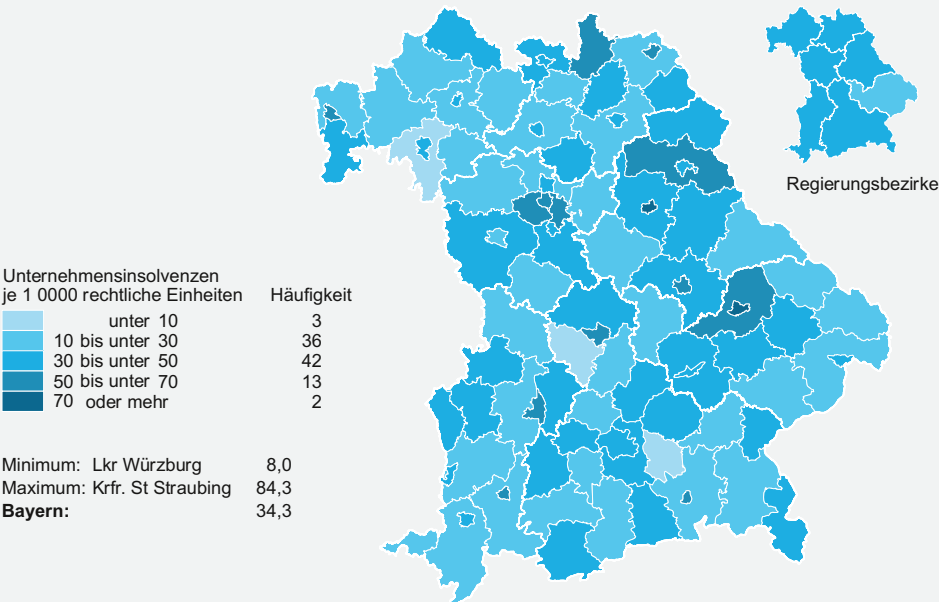 Regierungsbezirke
Unternehmensinsolvenzen
je 1 0000 rechtliche Einheiten Häufigkeit
unter 10 3
10 bis unter 30 36
30 bis unter 50 42
50 bis unter 70 13
70 oder mehr 2
Minimum: Lkr Würzburg 8,0
Maximum: Krfr. St Straubing 84,3
Bayern: 34,3